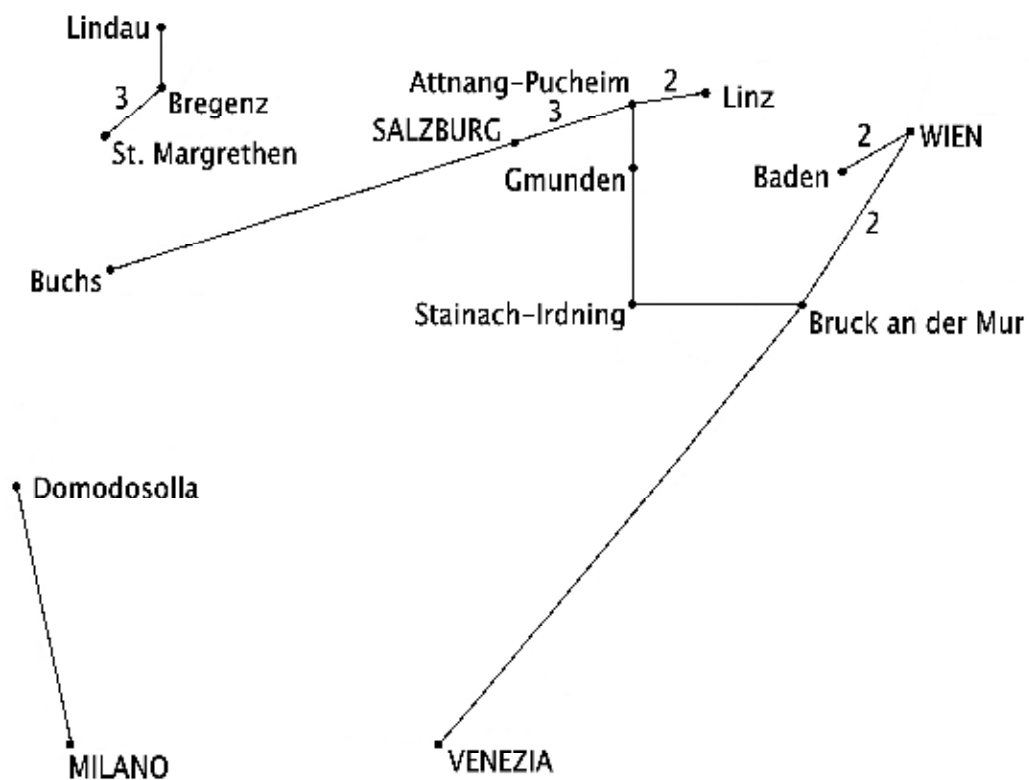 Lindau
Attnang-Pucheim
2
Linz
3
Bregenz
3
SALZBURG
St. Margrethen
2
WIEN
Gmunden
Baden
2
Buchs
Stainach-Irdning
Bruck an der Mur
Domodosolla
MILANO
VENEZIA